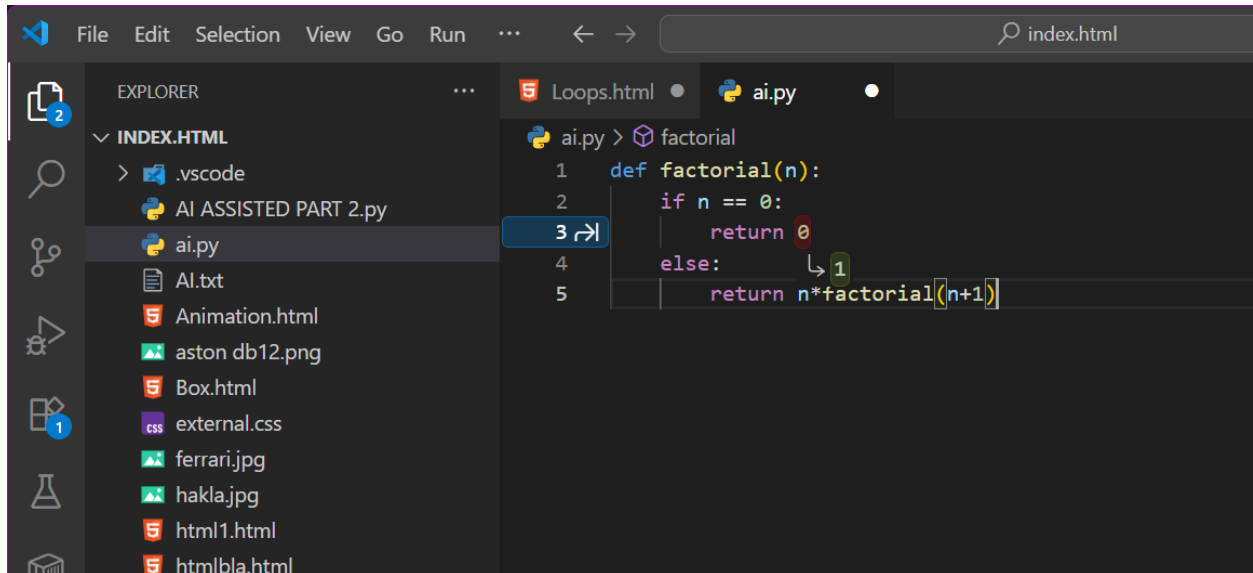 File Edit Selection View Go Run ··· ← → index.html
EXPLORER ···
Loops.html ● ai.py ●
INDEX.HTML
ai.py > factorial
.vscode
AI ASSISTED PART 2.py
ai.py
AI.txt
Animation.html
aston db12.png
Box.html
external.css
ferrari.jpg
hakla.jpg
html1.html
htmlbla.html
2
1
1 def factorial(n):
2 if n == 0:
3 return 0
1
4 else:
5 return n*factorial(n+1)